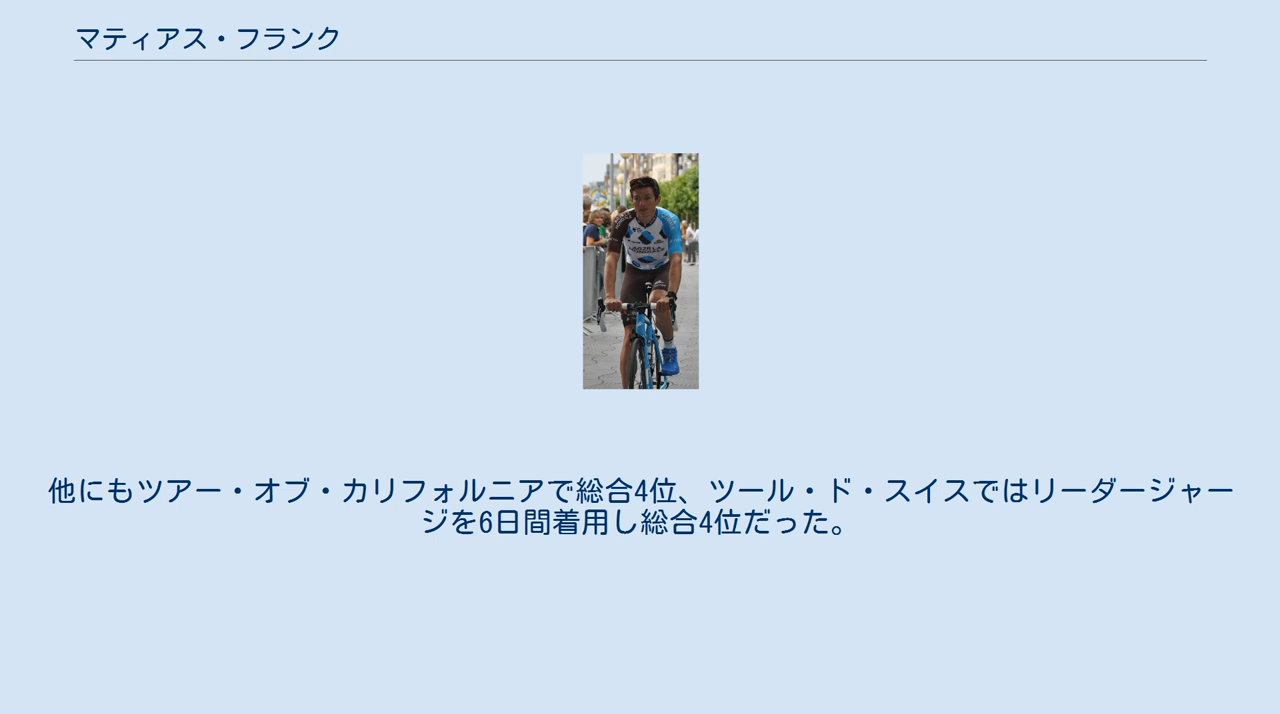 マティアス・フランク
他にもツアー・オブ・カリフォルニアで総合4位、ツール・ド・スイスではリーダージャー
ジを6日間着用し総合4位だった。